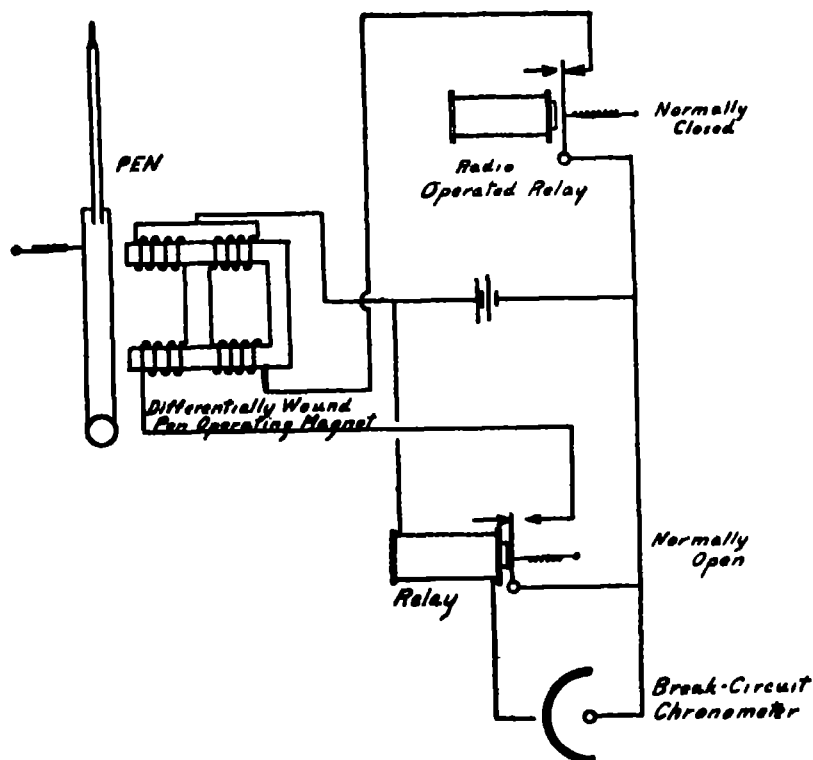 PEN
Normally
Closed
Radio
Operated Relay
Differentially Wound
Pen Operating Magnet
Normally
Open
Relay
Break-Circuit
Chronometer